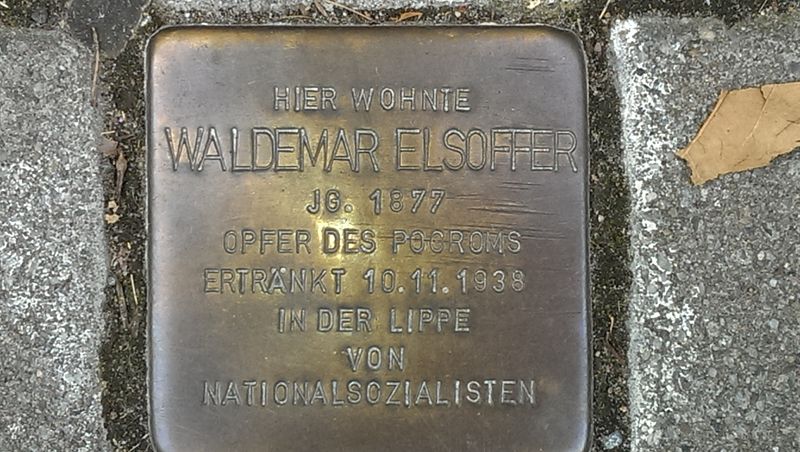 HIER WOHNTE
WALDEMAR ELSOFFER
JG. 1877
OPFER DES POGROMS
ERTRÄNKT 10.11.1938
IN DER LIPPE
VON
NATIONALSOZIALISTEN